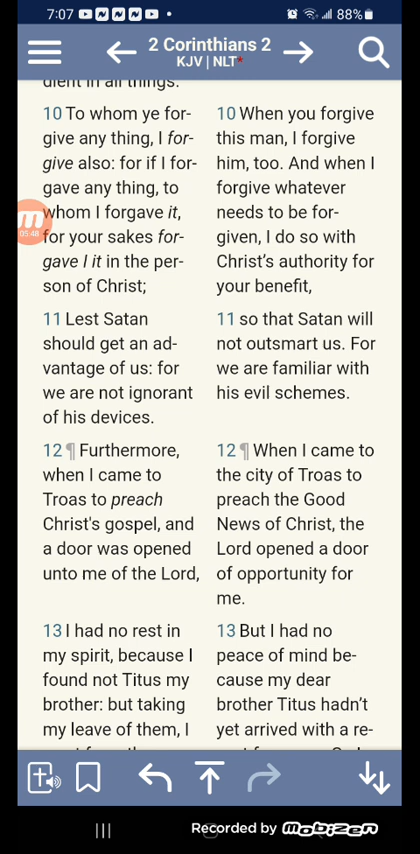 7:07
88%
2 Corinthians 2
KJV | NLT*
dient in all things.
10 To whom ye for-
give any thing, I for-
give also: for if I for-
gave any thing, to
whom I forgave it,
for your sakes for-
gave I it in the per-
son of Christ;
11 Lest Satan
should get an ad-
vantage of us: for
we are not ignorant
of his devices.
12 ¶ Furthermore,
when I came to
Troas to preach
Christ's gospel, and
a door was opened
unto me of the Lord,
13 I had no rest in
my spirit, because I
found not Titus my
brother: but taking
my leave of them, I
10 When you forgive
this man, I forgive
him, too. And when I
forgive whatever
needs to be for-
given, I do so with
Christ's authority for
your benefit,
11 so that Satan will
not outsmart us. For
we are familiar with
his evil schemes.
12 ¶ When I came to
the city of Troas to
preach the Good
News of Christ, the
Lord opened a door
of opportunity for
me.
13 But I had no
peace of mind be-
cause my dear
brother Titus hadn't
yet arrived with a re-
05:48
Recorded by Mobizen